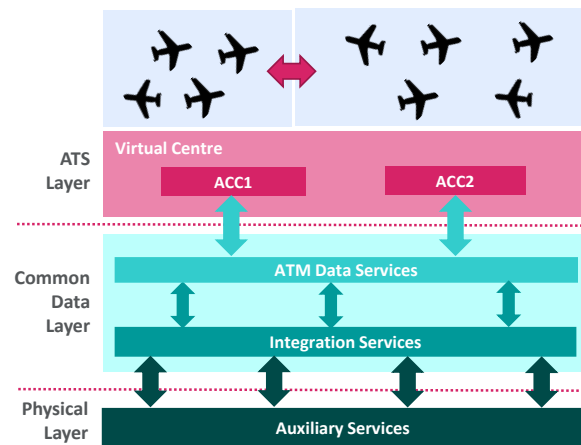 Virtual Centre
ATS
Layer
ACC1
ACC2
ATM Data Services
Common
Data
Layer
Integration Services
Physical
Layer
Auxiliary Services